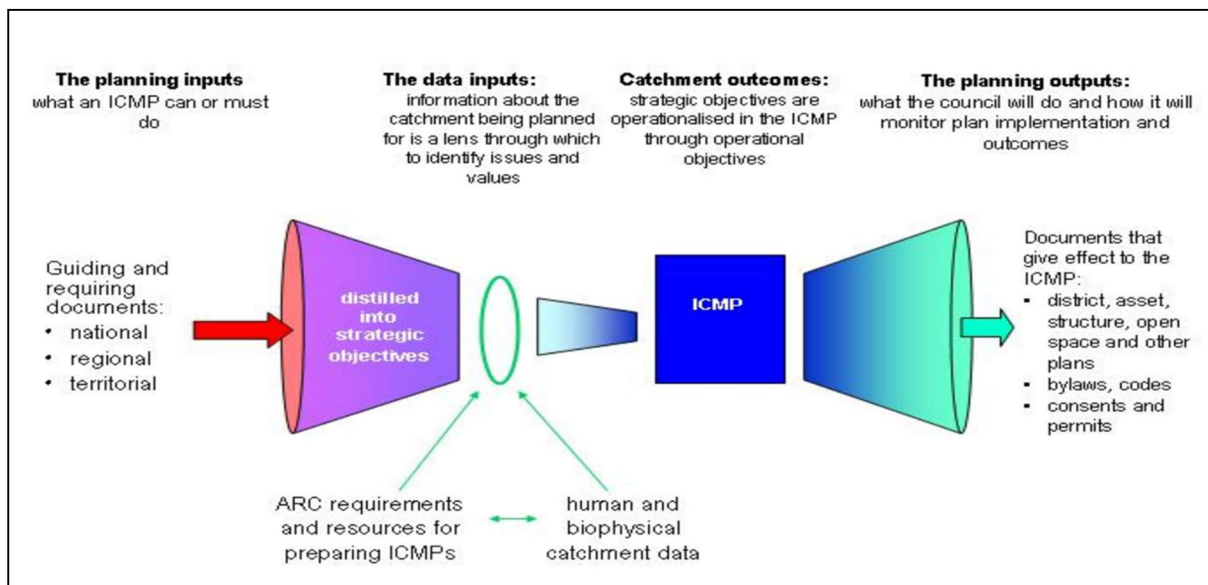 The planning inputs
what an ICMP can or must
do
The data inputs:
information about the
catchment being planned
for is a lens through which
to identify issues and
values
Catchment outcomes:
strategic objectives are
operationalised in the ICMP
through operational
objectives
The planning outputs:
what the council will do and how it will
monitor plan implementation and
outcomes
Guiding and
requiring
documents:
• national
• regional
• territorial
distilled
into
strategic
objectives
ICMP
Documents that
give effect to the
ICMP:
▪ district, asset,
structure, open
space and other
plans
▪ bylaws, codes
▪ consents and
permits
ARC requirements
and resources for
preparing ICMPs
human and
biophysical
catchment data